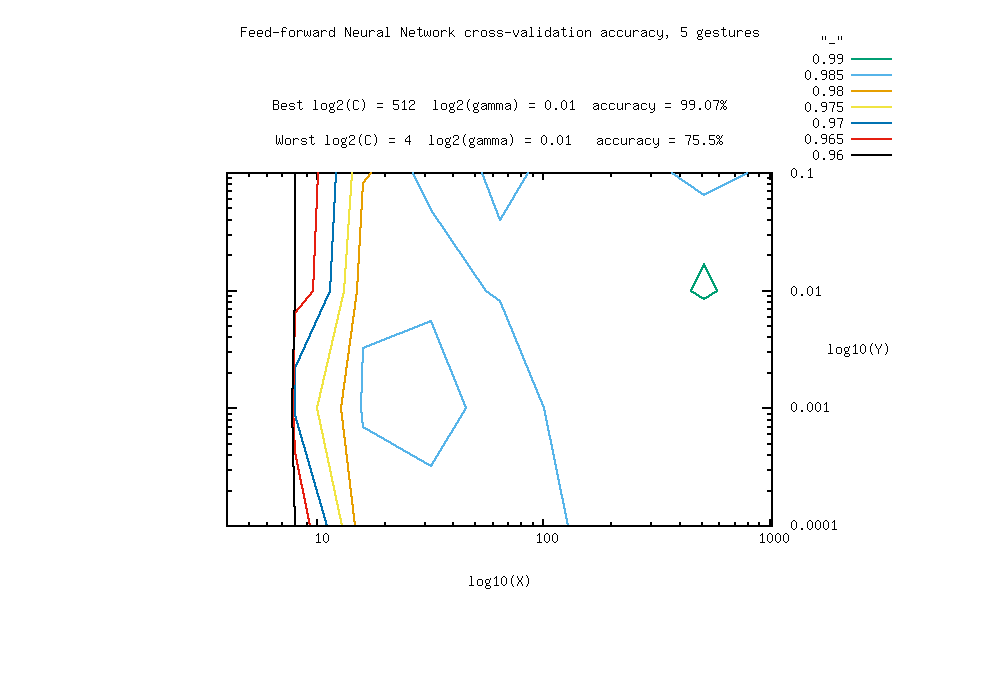 Feed-forward Neural Network cross-validation accuracy, 5 gestures
"_"
0.99
0.985
0.98
0.975
0.97
0.965
0.96
Best log2(C) = 512  log2(gamma) = 0.01  accuracy = 99.07%
Worst log2(C) = 4  log2(gamma) = 0.01   accuracy = 75.5%
0.1
0.01
log10(Y)
0.001
0.0001
10 100 1000
log10(X)